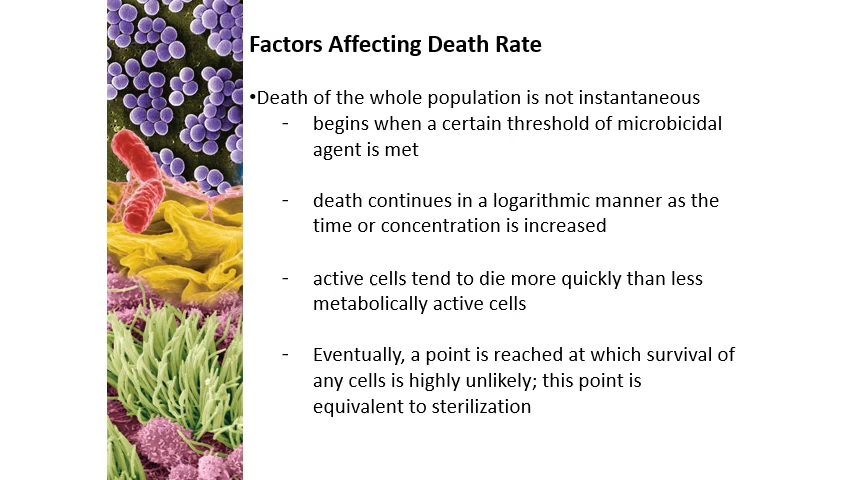 Factors Affecting Death Rate
•Death of the whole population is not instantaneous
- begins when a certain threshold of microbicidal
agent is met
- death continues in a logarithmic manner as the
time or concentration is increased
- active cells tend to die more quickly than less
metabolically active cells
- Eventually, a point is reached at which survival of
any cells is highly unlikely; this point is
equivalent to sterilization